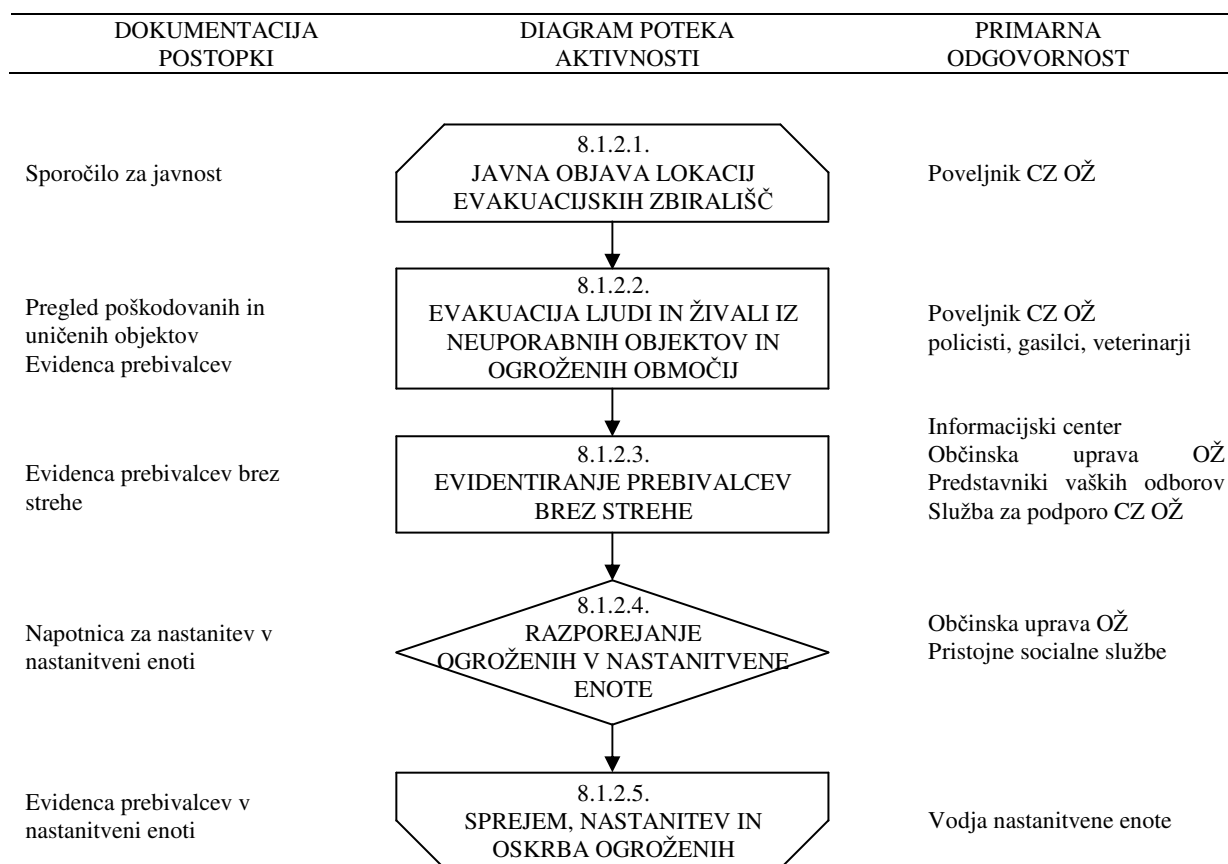 DOKUMENTACIJA
POSTOPKI
DIAGRAM POTEKA
AKTIVNOSTI
PRIMARNA
ODGOVORNOST
Sporočilo za javnost
8.1.2.1.
JAVNA OBJAVA LOKACIJ
EVAKUACIJSKIH ZBIRALIŠČ
Poveljnik CZ OŽ
Pregled poškodovanih in
uničenih objektov
Evidenca prebivalcev
8.1.2.2.
EVAKUACIJA LJUDI IN ŽIVALI IZ
NEUPORABNIH OBJEKTOV IN
OGROŽENIH OBMOČIJ
Poveljnik CZ OŽ
policisti, gasilci, veterinarji
Evidenca prebivalcev brez
strehe
8.1.2.3.
EVIDENTIRANJE PREBIVALCEV
BREZ STREHE
Informacijski center
Občinska uprava OŽ
Predstavniki vaških odborov
Služba za podporo CZ OŽ
Napotnica za nastanitev v
nastanitveni enoti
8.1.2.4.
RAZPOREJANJE
OGROŽENIH V NASTANITVENE
ENOTE
Občinska uprava OŽ
Pristojne socialne službe
Evidenca prebivalcev v
nastanitveni enoti
8.1.2.5.
SPREJEM, NASTANITEV IN
OSKRBA OGROŽENIH
Vodja nastanitvene enote